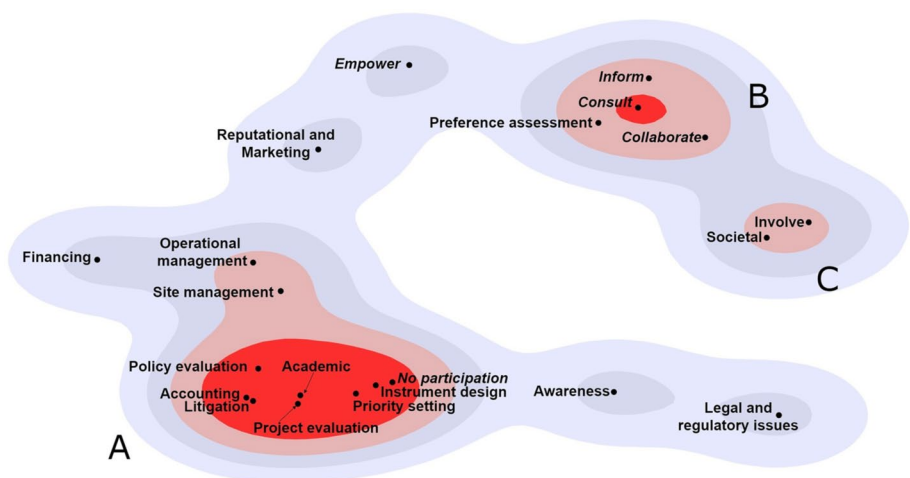 Empower
Inform
B
Consult
Preference assessment
Collaborate
Reputational and
Marketing
Involve
Societal
Operational
management
Financing
C
Site management
Policy evaluation
Academic
No participation
Accounting
Instrument design
Awareness
Litigation
Priority setting
Legal and
regulatory issues
Project evaluation
A